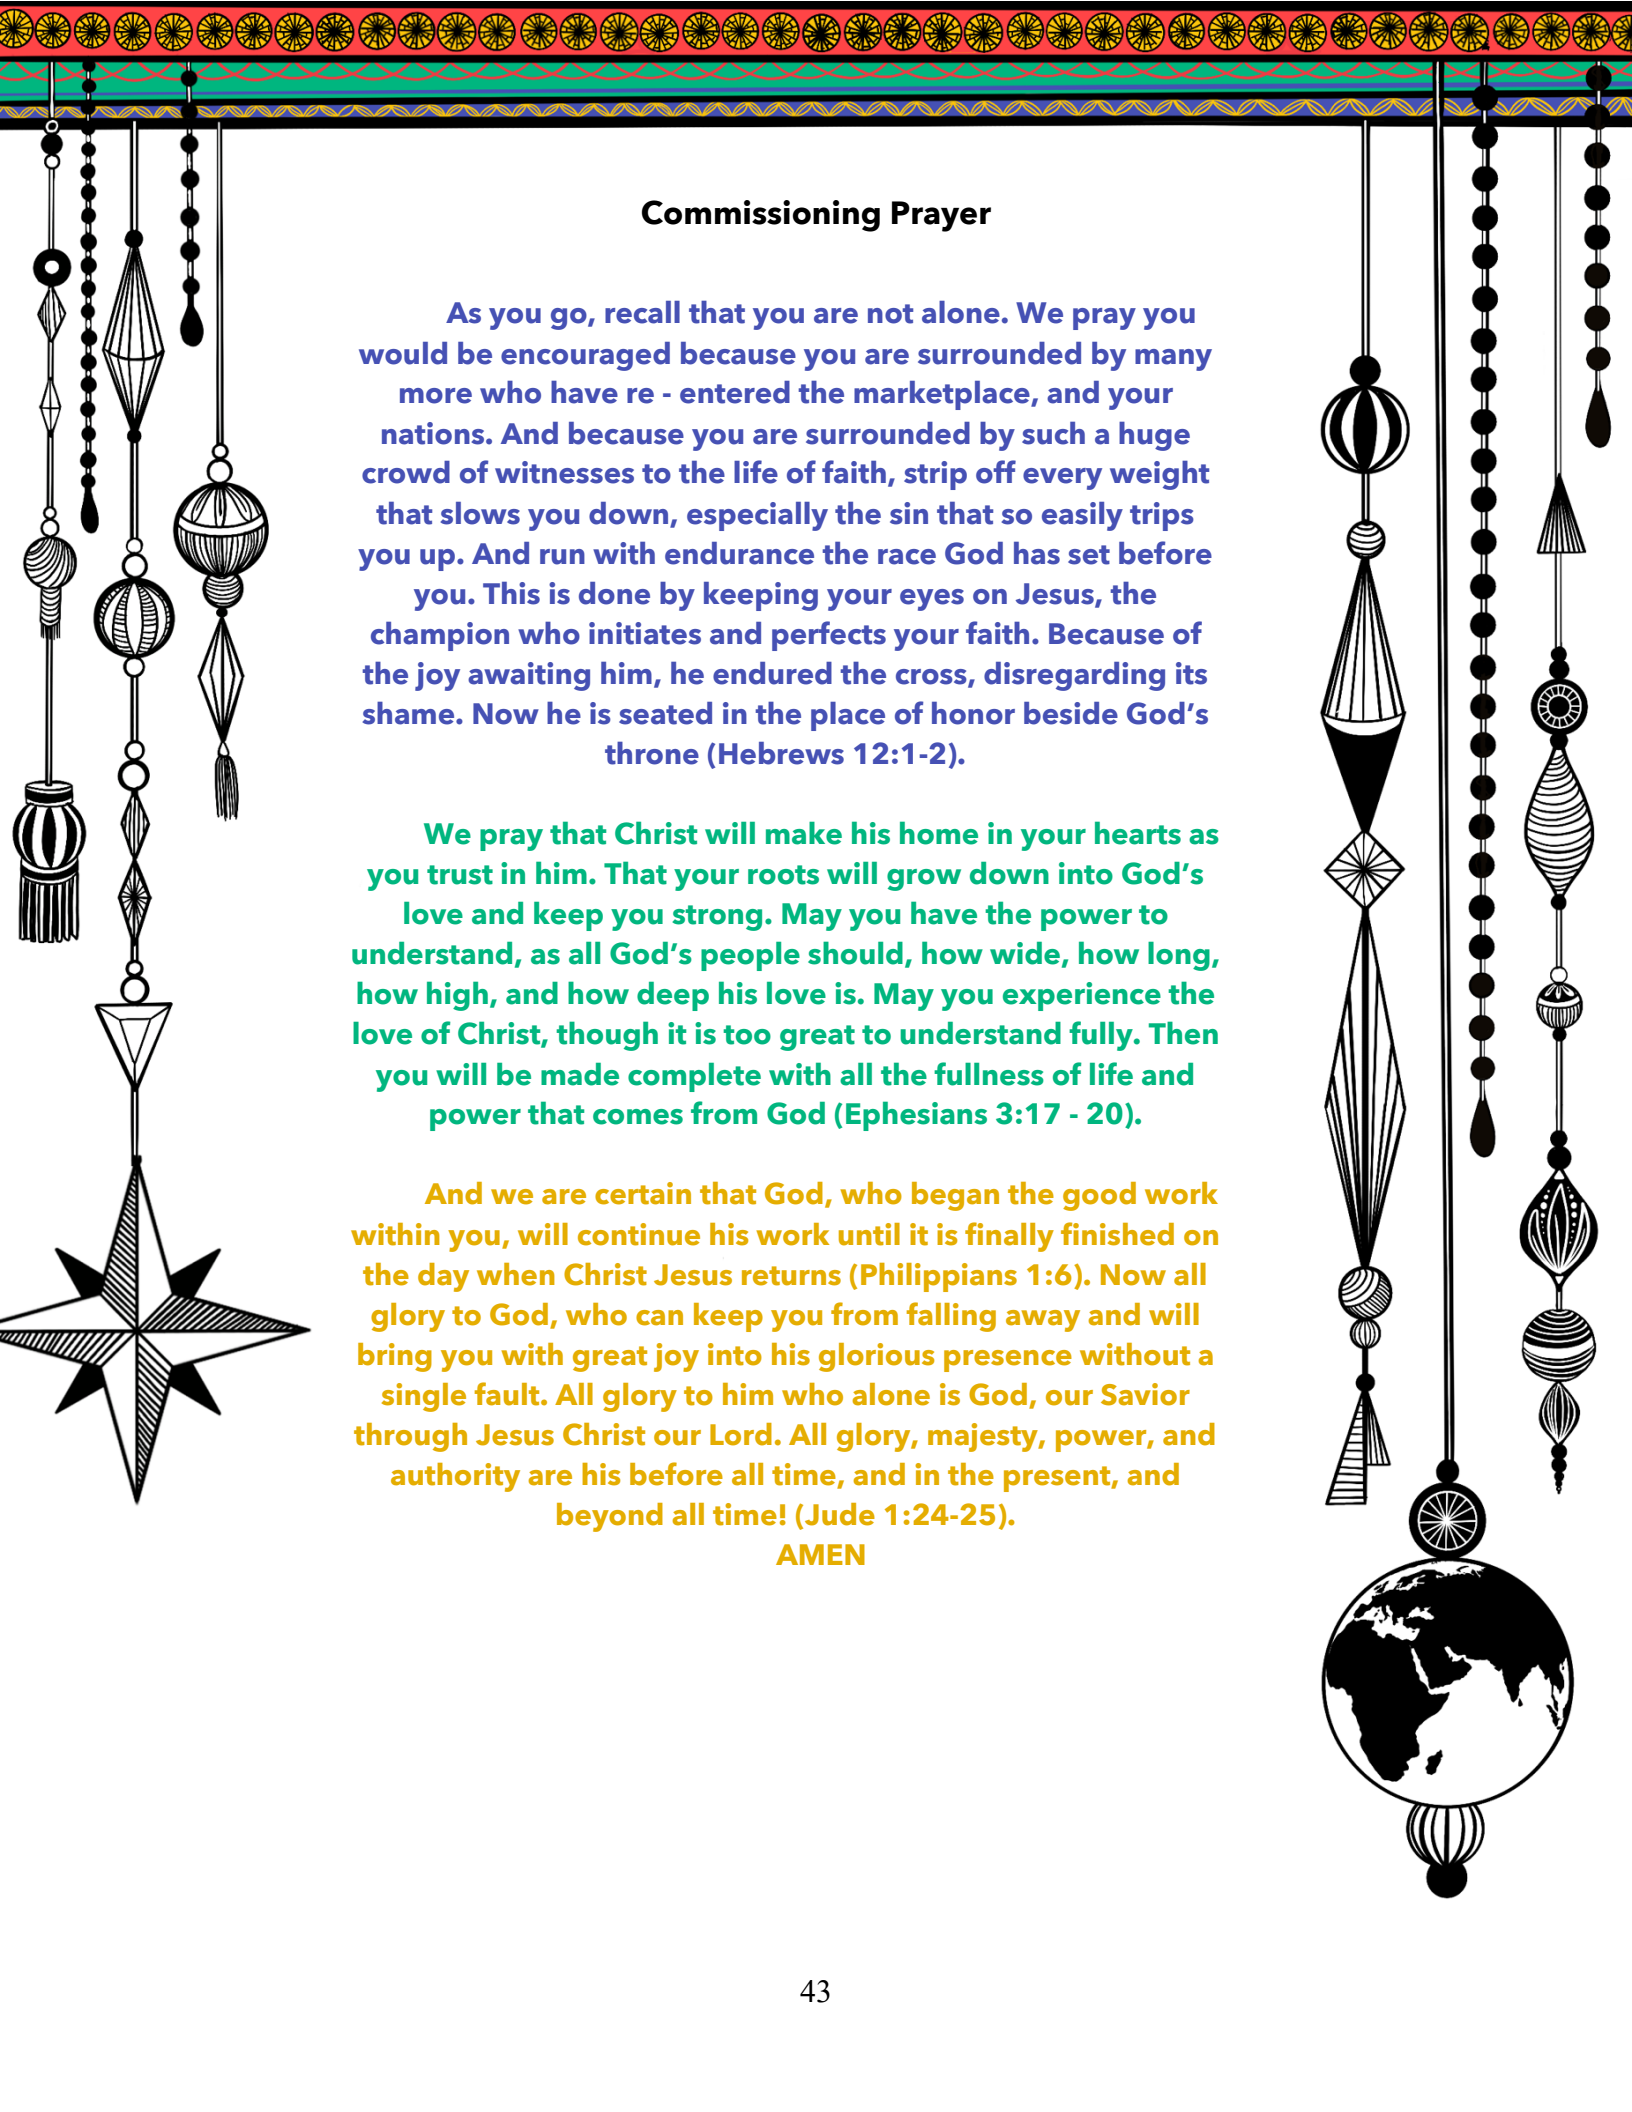 Commissioning Prayer
As you go, recall that you are not alone. We pray you
would be encouraged because you are surrounded by many
more who have re - entered the marketplace, and your
nations. And because you are surrounded by such a huge
crowd of witnesses to the life of faith, strip off every weight
that slows you down, especially the sin that so easily trips
you up. And run with endurance the race God has set before
you. This is done by keeping your eyes on Jesus, the
champion who initiates and perfects your faith. Because of
the joy awaiting him, he endured the cross, disregarding its
shame. Now he is seated in the place of honor beside God’s
throne (Hebrews 12:1-2).
We pray that Christ will make his home in your hearts as
you trust in him. That your roots will grow down into God’s
love and keep you strong. May you have the power to
understand, as all God’s people should, how wide, how long,
how high, and how deep his love is. May you experience the
love of Christ, though it is too great to understand fully. Then
you will be made complete with all the fullness of life and
power that comes from God (Ephesians 3:17 - 20).
And we are certain that God, who began the good work
within you, will continue his work until it is finally finished on
the day when Christ Jesus returns (Philippians 1:6). Now all
glory to God, who can keep you from falling away and will
bring you with great joy into his glorious presence without a
single fault. All glory to him who alone is God, our Savior
through Jesus Christ our Lord. All glory, majesty, power, and
authority are his before all time, and in the present, and
beyond all time! (Jude 1:24-25).
AMEN
43